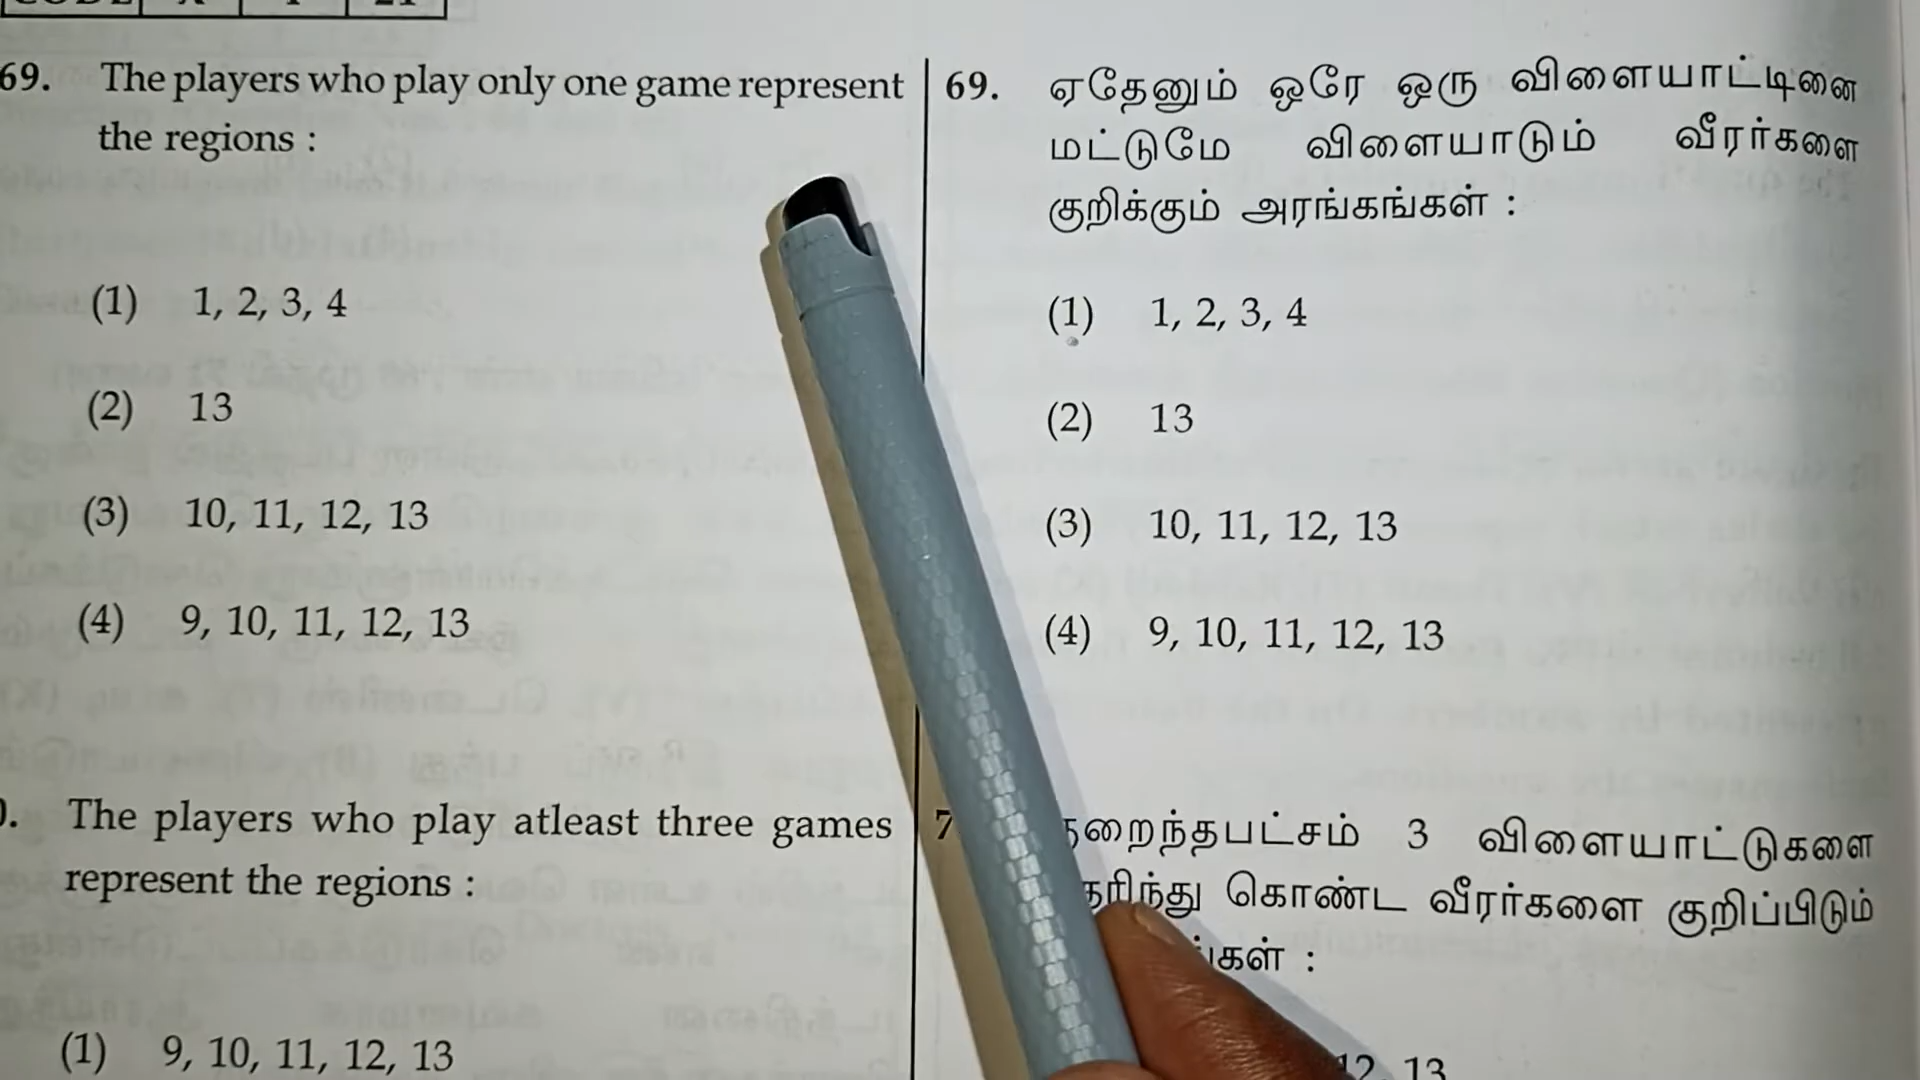 69. The players who play only one game represent
the regions :
(1) 1, 2, 3, 4
(2) 13
(3) 10, 11, 12, 13
(4) 9, 10, 11, 12, 13
The players who play atleast three games
represent the regions :
(1) 9, 10, 11, 12, 13
69. ஏதேனும் ஒரே ஒரு விளையாட்டினை
மட்டுமே விளையாடும் வீரர்களை
குறிக்கும் அரங்கங்கள் :
(1) 1, 2, 3, 4
(2) 13
(3) 10, 11, 12, 13
(4) 9, 10, 11, 12, 13
3 விளையாட்டுகளை
கொண்ட வீரர்களை குறிப்பிடும்
12, 13